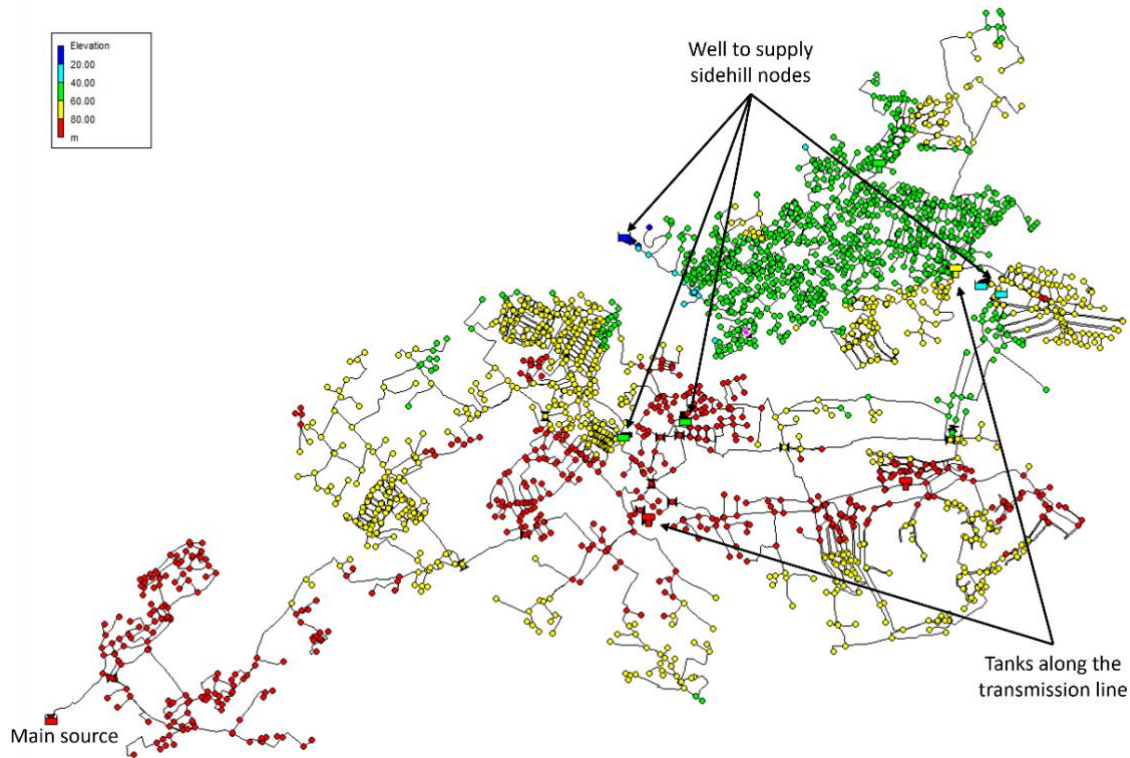 Elevation
20.00
40.00
60.00
80.00
m
Well to supply
sidehill nodes
Tanks along the
transmission line
Main source